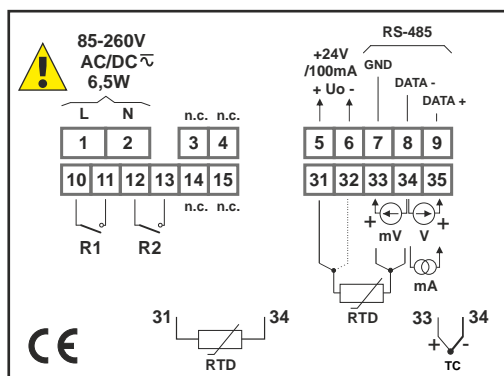 85-260V
AC/DC
6,5W
L N
n.c. n.c.
1 2 3 4
10 11 12 13 14 15
n.c. n.c.
R1 R2
RS-485
+24V
/100mA
+ Uo -
GND
DATA -
DATA +
5 6 7 8 9
31 32 33 34 35
+ mV V +
mA
RTD
31 34
RTD
33 34
+ -
TC
CE